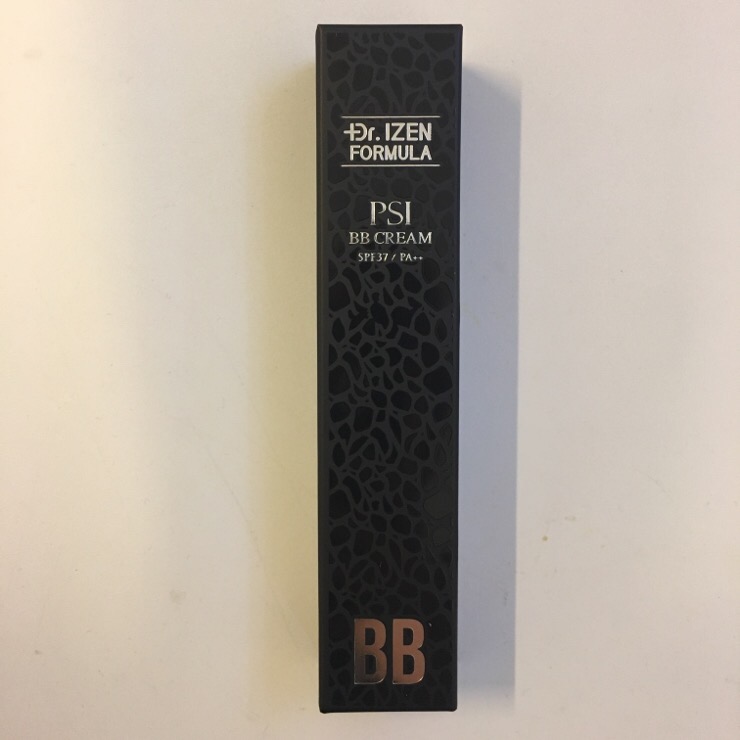 +Dr. IZEN
FORMULA
PSI
BB CREAM
SPF37 / PA++
BB